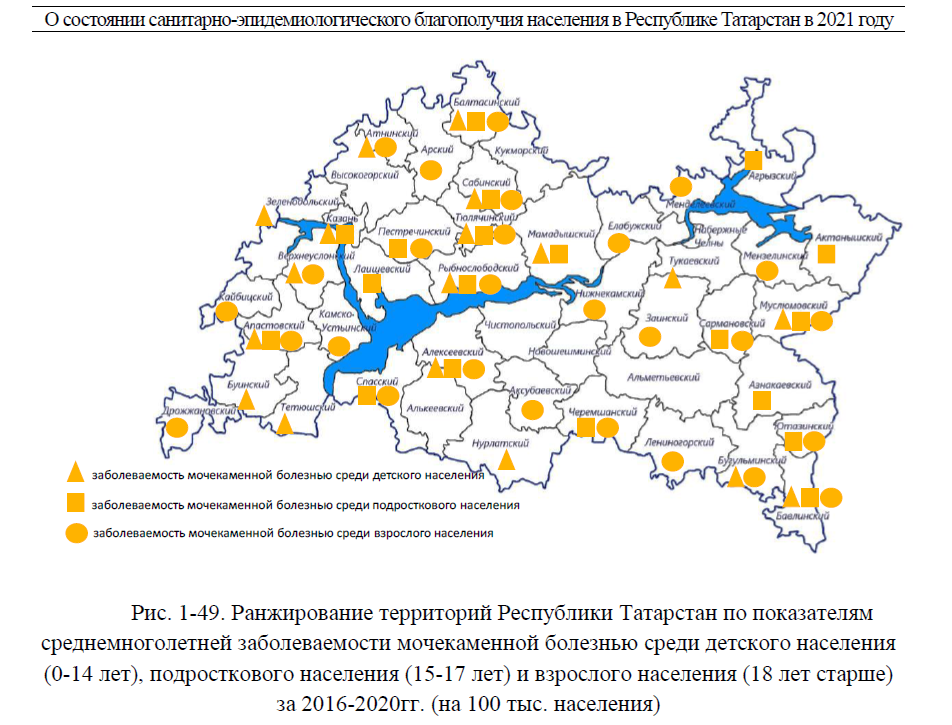 О состоянии санитарно-эпидемиологического благополучия населения в Республике Татарстан в 2021 году
Балтасинский
Атнинский
Арский
Кукморский
Высокогорский
Агрызский
Сабинский
Зеленодольский
Менделеевский
Казань
Тюлячинский
Пестречинский
Мамадышский
Елабужский
Набережные
Челны
Актанышский
Верхнеуслонский
Лаишевский
Рыбнослободский
Тукаевский
Мензелинский
Кайбицкий
Нижнекамский
Камско-
Устьинский
Апастовский
Чистопольский
Заинский
Сармановский
Муслюмовский
Алексеевский
Новошешминский
Буинский
Спасский
Аксубаевский
Альметьевский
Азнакаевский
Дрожжановский
Тетюшский
Алькеевский
Черемшанский
Ютазинский
Нурлатский
Лениногорский
Бугульминский
Бавлинский
заболеваемость мочекаменной болезнью среди детского населения
заболеваемость мочекаменной болезнью среди подросткового населения
заболеваемость мочекаменной болезнью среди взрослого населения
Рис. 1-49. Ранжирование территорий Республики Татарстан по показателям
среднемноголетней заболеваемости мочекаменной болезнью среди детского населения
(0-14 лет), подросткового населения (15-17 лет) и взрослого населения (18 лет старше)
за 2016-2020гг. (на 100 тыс. населения)